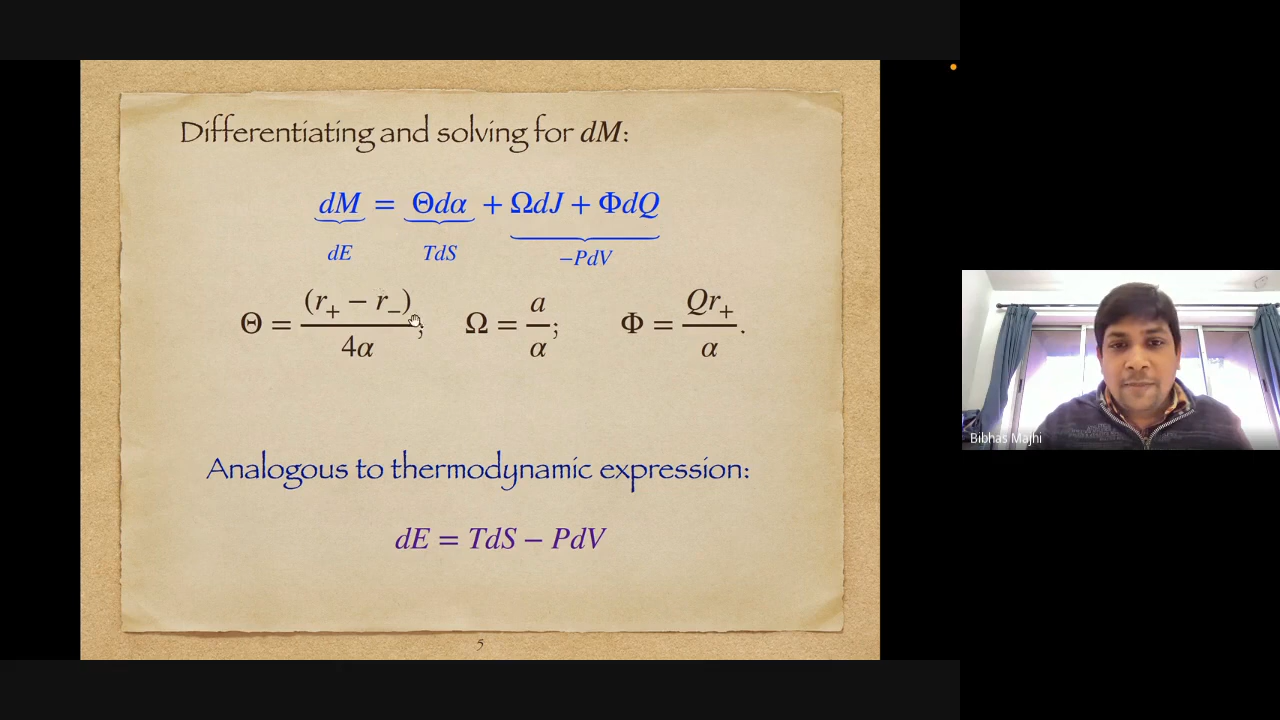 Differentiating and solving for dM:
dM = Θdα + ΩdJ + ΦdQ
dE TdS −PdV
Θ = (r₊ − r₋) / 4α; Ω = a / α; Φ = Qr₊ / α.
Analogous to thermodynamic expression:
dE = TdS − PdV
5
Bibhas Majhi